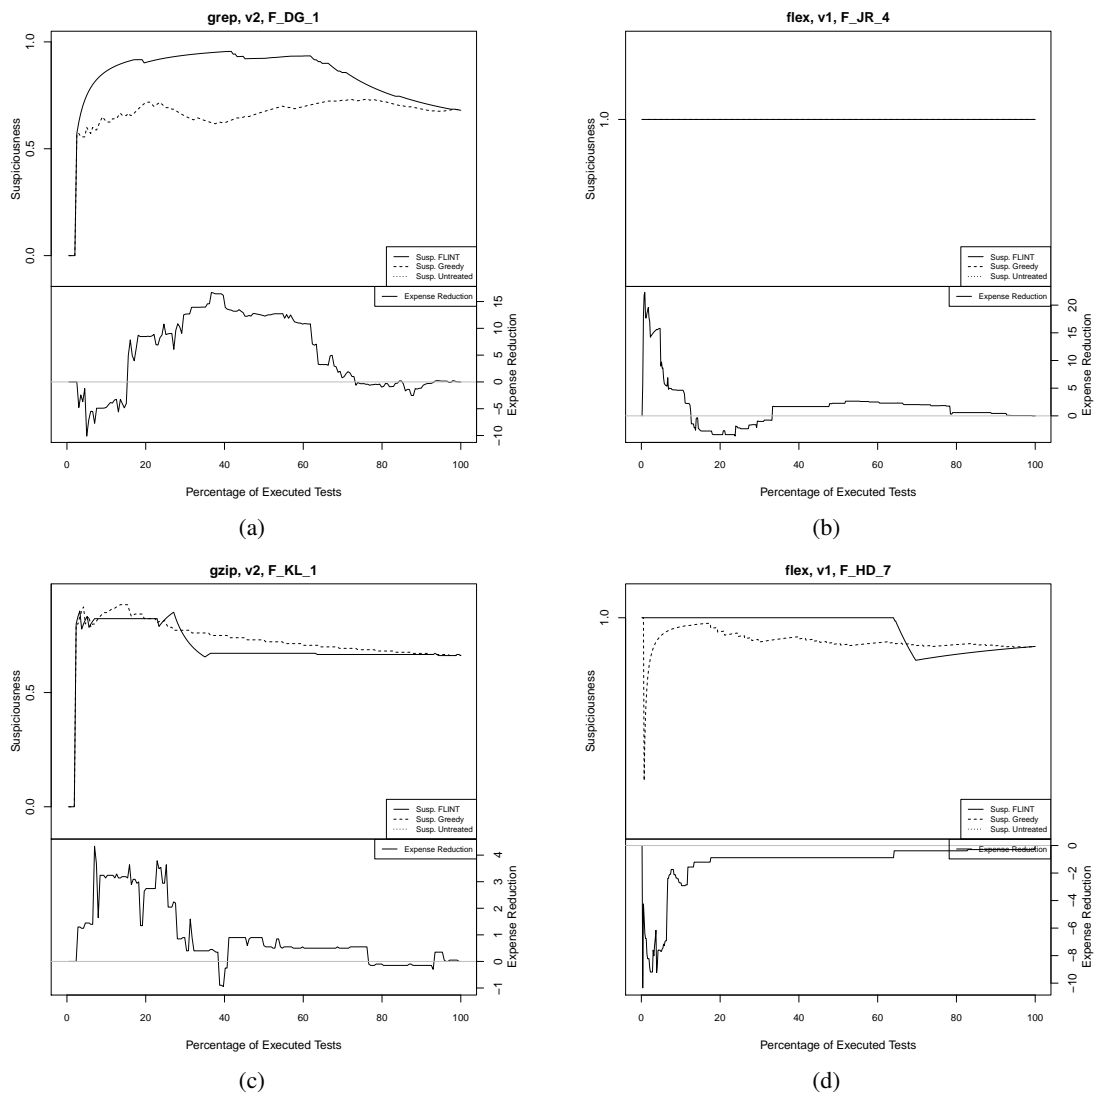 grep, v2, F_DG_1
Suspiciousness
1.0
0.5
0.0
Susp. FLINT
Susp. Greedy
Susp. Untreated
Expense Reduction
15
10
5
0
−5
−10
Expense Reduction
0 20 40 60 80 100
Percentage of Executed Tests
(a)
flex, v1, F_JR_4
Suspiciousness
1.0
Susp. FLINT
Susp. Greedy
Susp. Untreated
Expense Reduction
20
15
10
5
0
Expense Reduction
0 20 40 60 80 100
Percentage of Executed Tests
(b)
gzip, v2, F_KL_1
Suspiciousness
0.5
0.0
Susp. FLINT
Susp. Greedy
Susp. Untreated
Expense Reduction
4
3
2
1
0
−1
Expense Reduction
0 20 40 60 80 100
Percentage of Executed Tests
(c)
flex, v1, F_HD_7
Suspiciousness
1.0
Susp. FLINT
Susp. Greedy
Susp. Untreated
Expense Reduction
0
−2
−4
−6
−8
−10
Expense Reduction
0 20 40 60 80 100
Percentage of Executed Tests
(d)